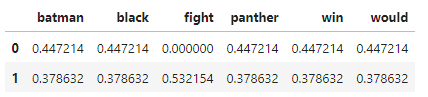 batman black fight panther win would
0 0.447214 0.447214 0.000000 0.447214 0.447214 0.447214
1 0.378632 0.378632 0.532154 0.378632 0.378632 0.378632